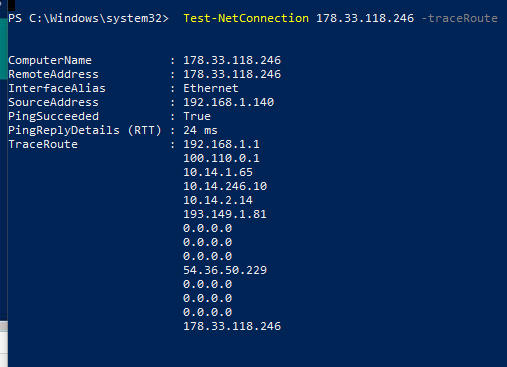 PS C:\Windows\system32> Test-NetConnection 178.33.118.246 -traceRoute
ComputerName : 178.33.118.246
RemoteAddress : 178.33.118.246
InterfaceAlias : Ethernet
SourceAddress : 192.168.1.140
PingSucceeded : True
PingReplyDetails (RTT) : 24 ms
TraceRoute : 192.168.1.1
100.110.0.1
10.14.1.65
10.14.246.10
10.14.2.14
193.149.1.81
0.0.0.0
0.0.0.0
0.0.0.0
54.36.50.229
0.0.0.0
0.0.0.0
0.0.0.0
178.33.118.246